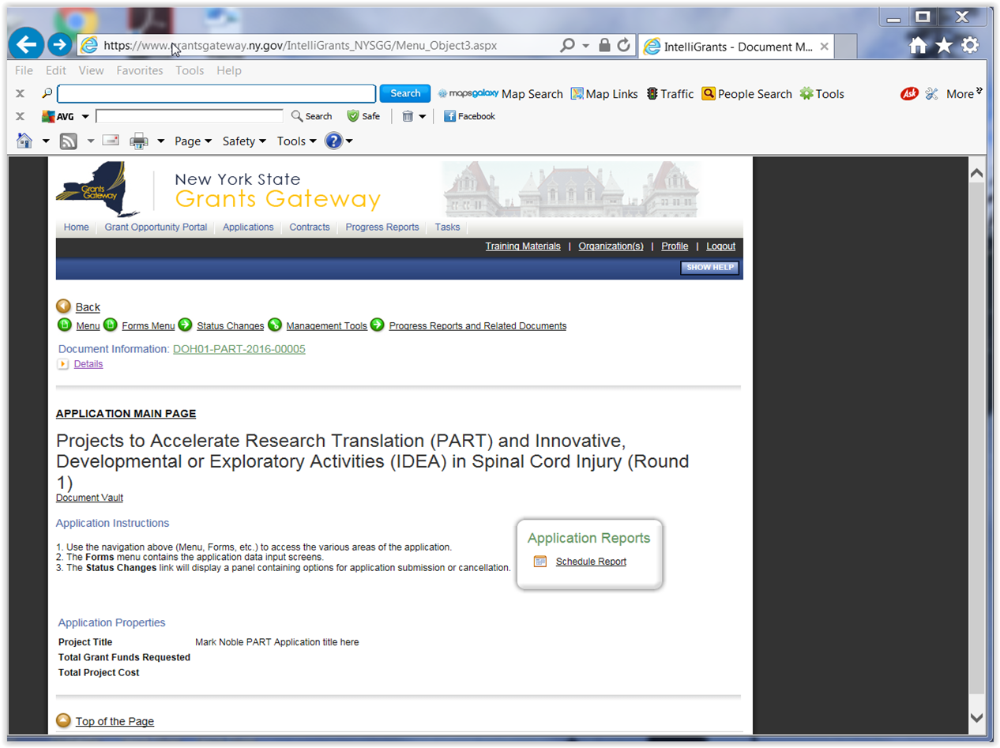 https://www.grantsgateway.ny.gov/IntelliGrants_NYSGG/Menu_Object3.aspx
IntelliGrants - Document M...
File Edit View Favorites Tools Help
Search mapsgalaxy Map Search Map Links Traffic People Search Tools Ask More
AVG Search Safe Facebook
Page Safety Tools
Grants Gateway
New York State
Grants Gateway
Home Grant Opportunity Portal Applications Contracts Progress Reports Tasks
Training Materials | Organization(s) | Profile | Logout
SHOW HELP
Back
Menu Forms Menu Status Changes Management Tools Progress Reports and Related Documents
Document Information: DOH01-PART-2016-00005
Details
APPLICATION MAIN PAGE
Projects to Accelerate Research Translation (PART) and Innovative,
Developmental or Exploratory Activities (IDEA) in Spinal Cord Injury (Round
1)
Document Vault
Application Instructions
1. Use the navigation above (Menu, Forms, etc.) to access the various areas of the application.
2. The Forms menu contains the application data input screens.
3. The Status Changes link will display a panel containing options for application submission or cancellation.
Application Reports
Schedule Report
Application Properties
Project Title Mark Noble PART Application title here
Total Grant Funds Requested
Total Project Cost
Top of the Page